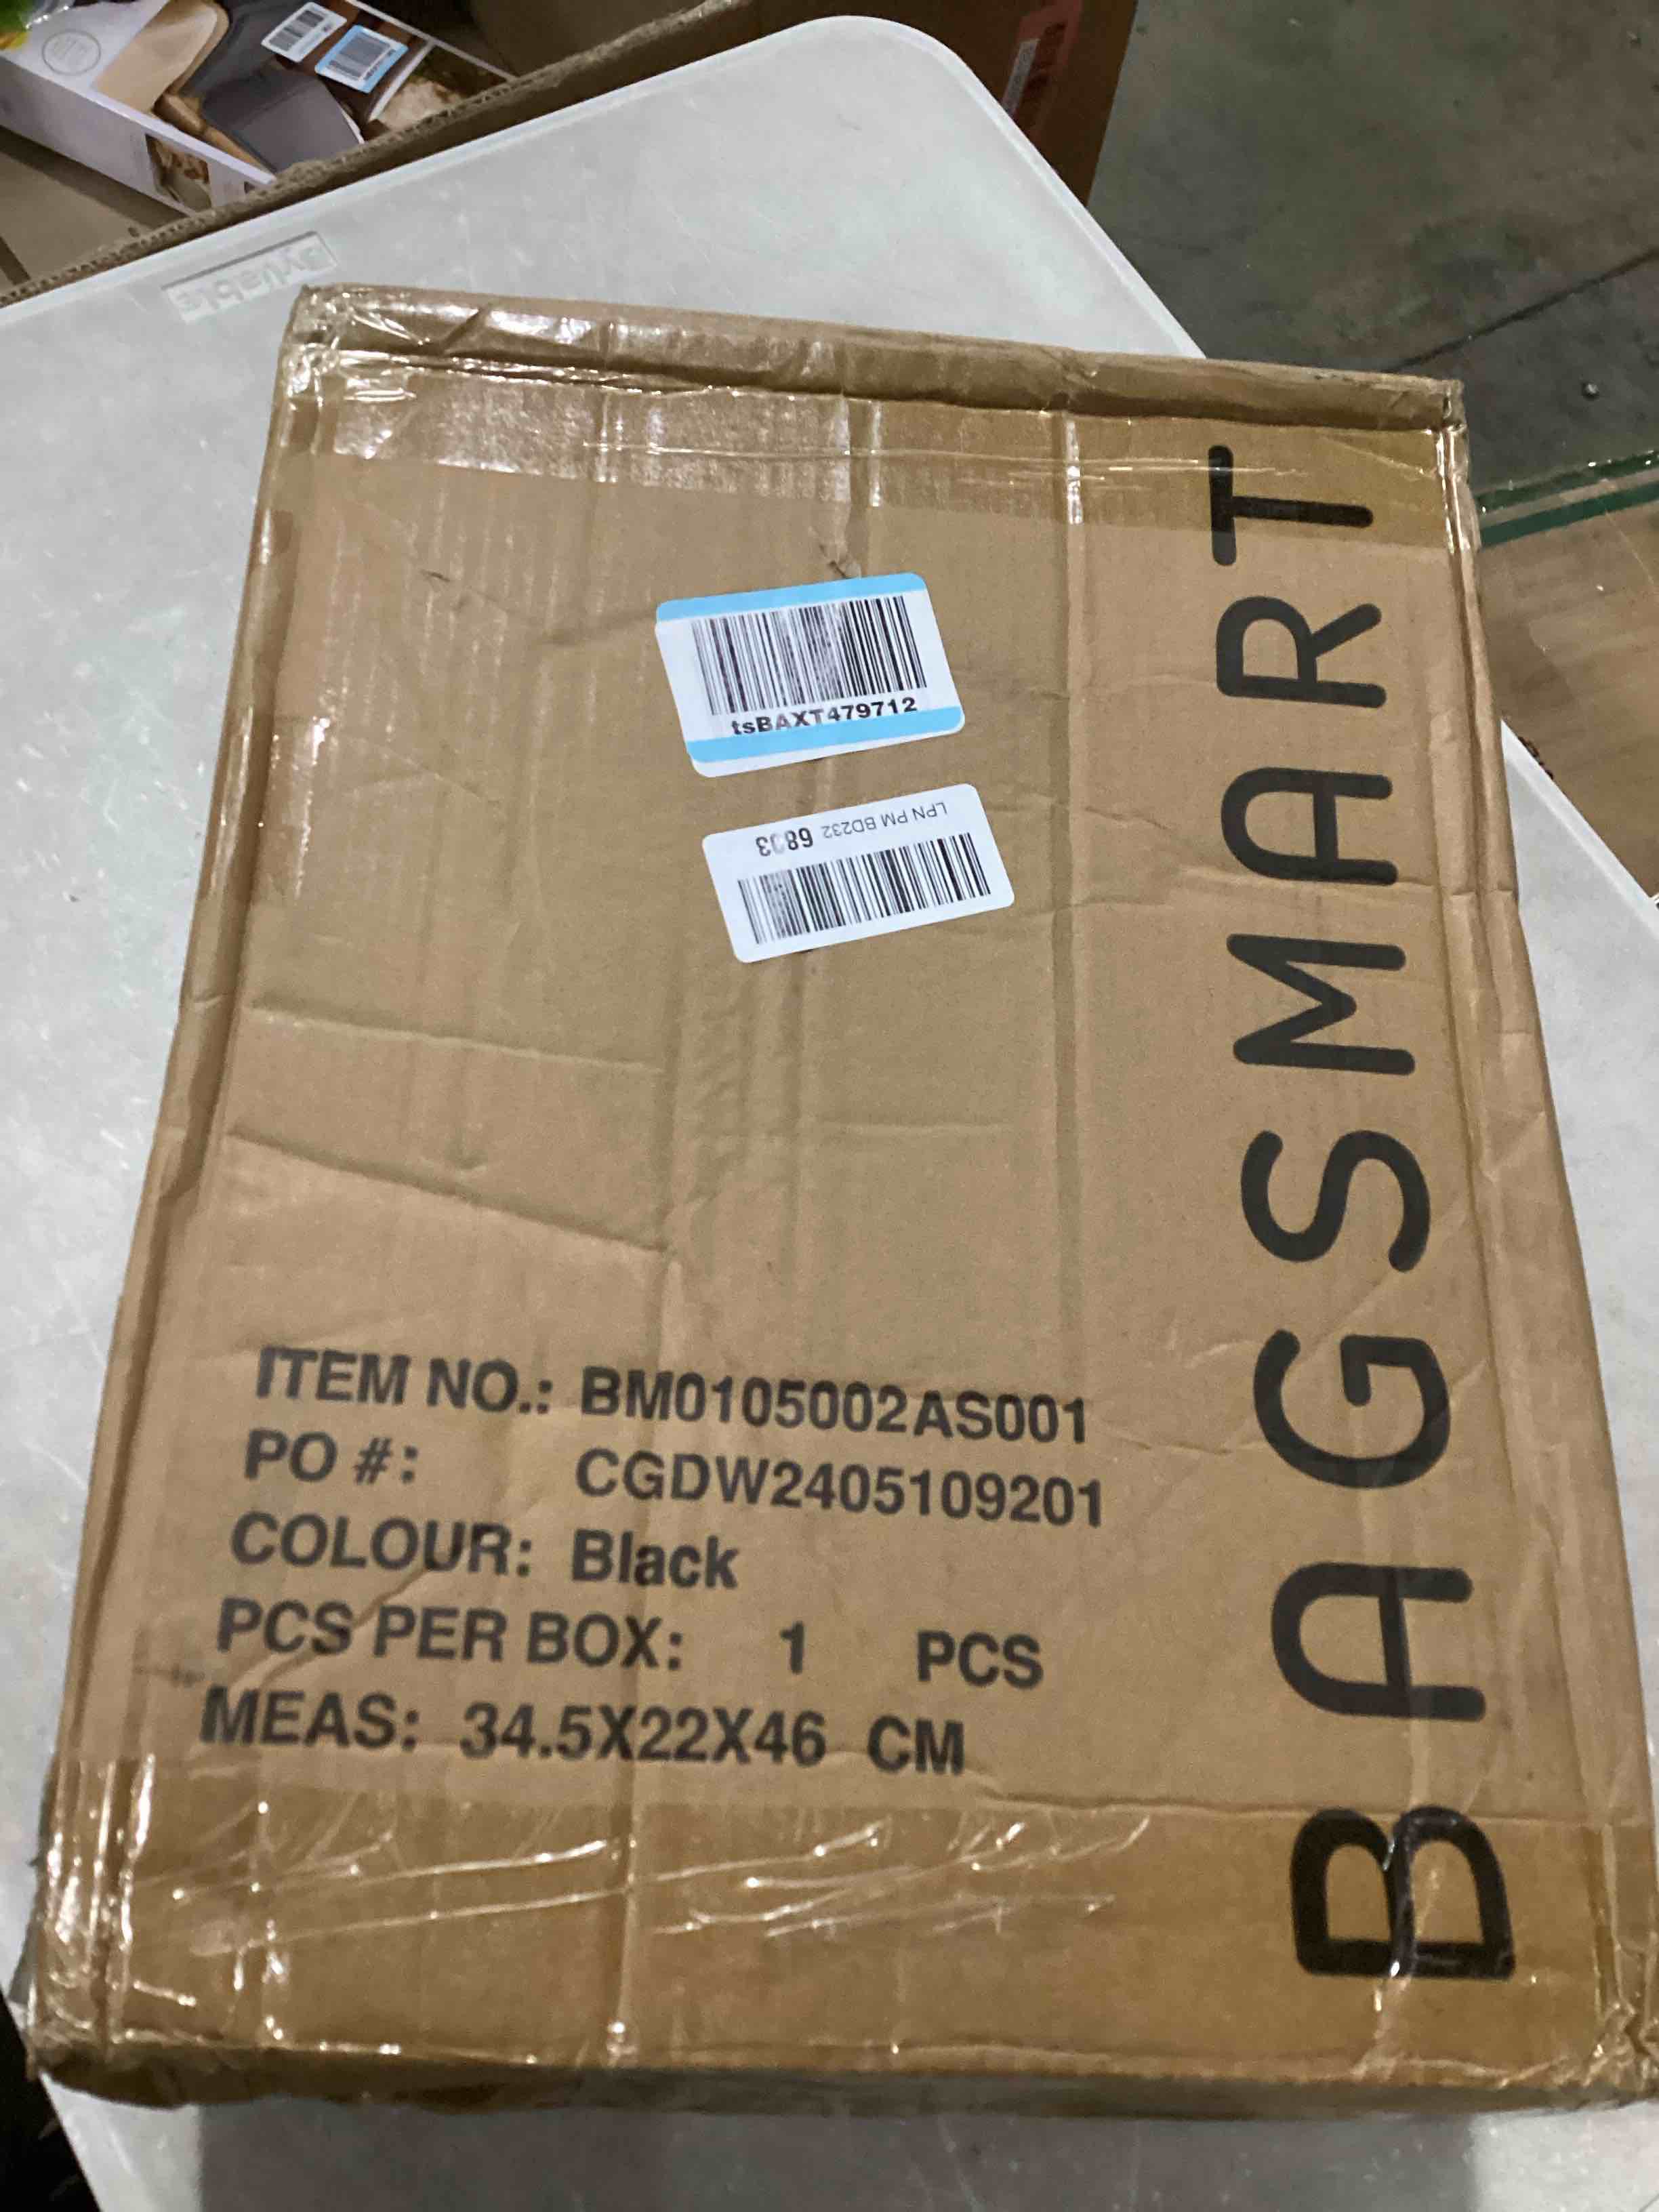 tsBAXT479712
LPN PM BD232
BAGSMART
ITEM NO.: BM0105002AS001
PO #: CGDW2405109201
COLOUR: Black
PCS PER BOX: 1 PCS
MEAS: 34.5X22X46 CM